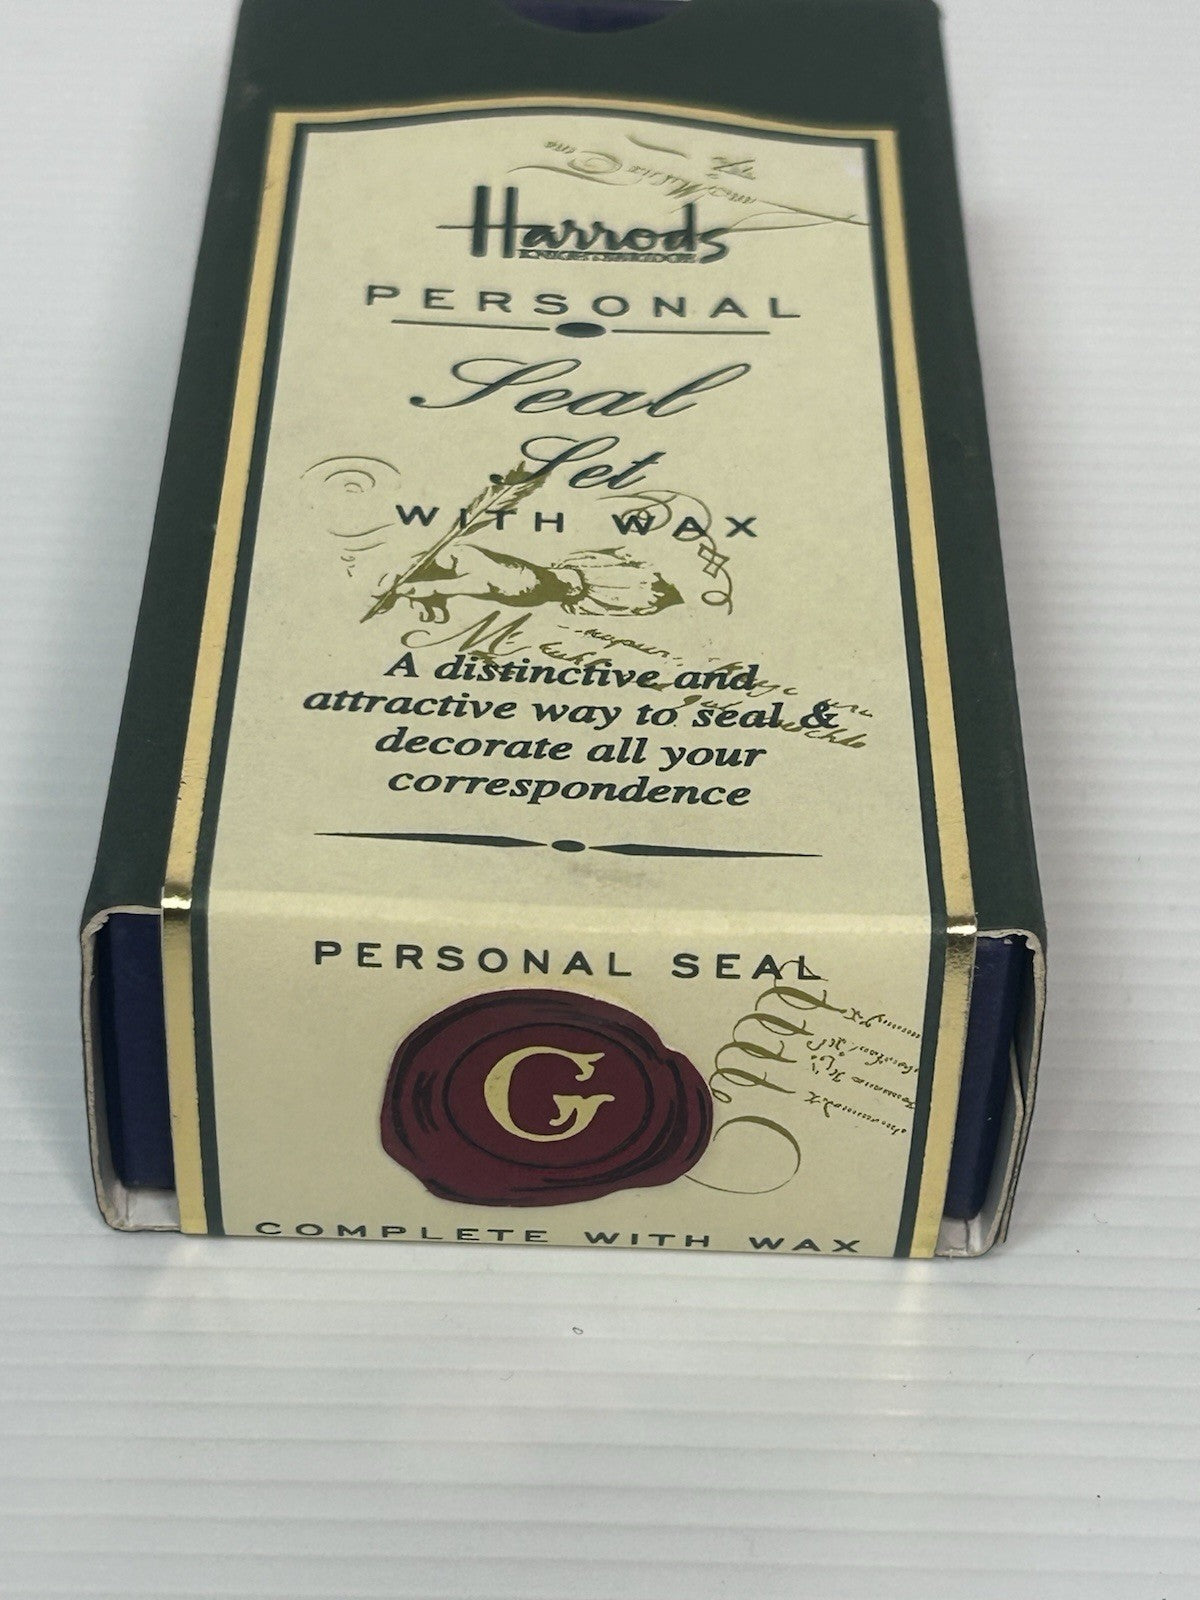 Harrods
KNIGHTSBRIDGE
PERSONAL
Seal
Set
WITH WAX
A distinctive and
attractive way to seal &
decorate all your
correspondence
PERSONAL SEAL
G
COMPLETE WITH WAX